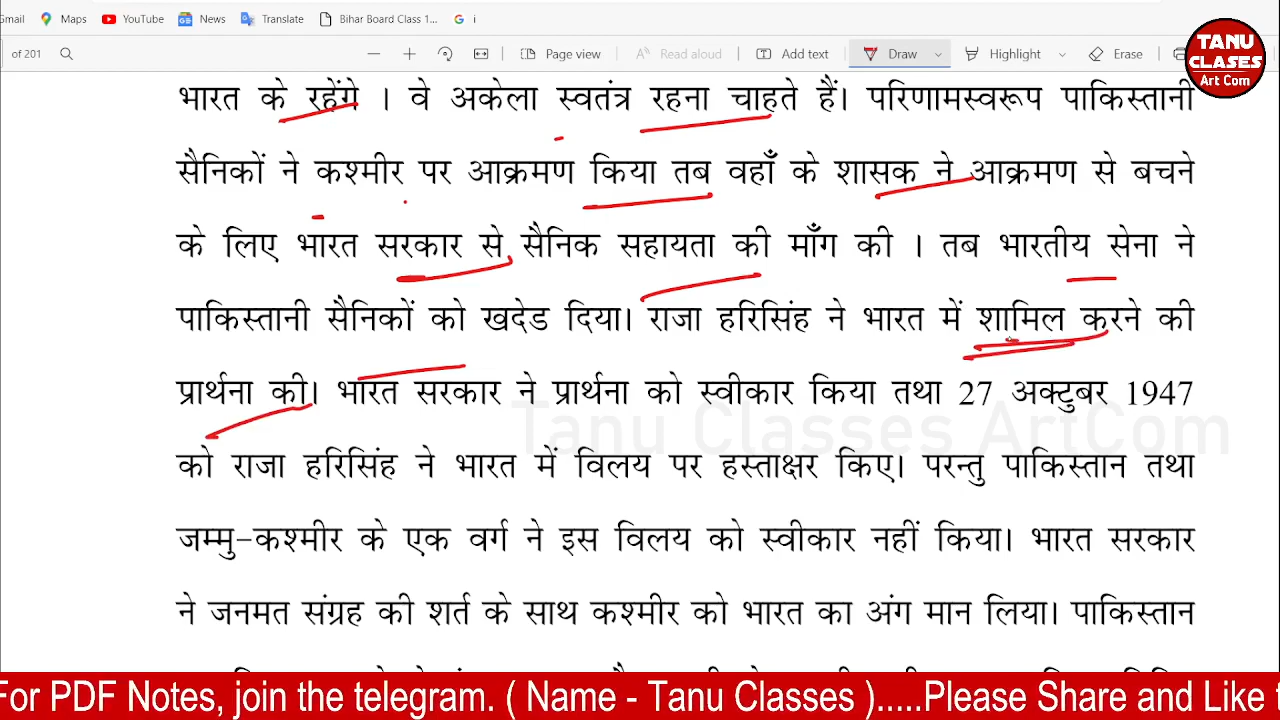 Gmail Maps YouTube News Translate Bihar Board Class 1... i
of 201 Page view Read aloud Add text Draw Highlight Erase
TANU
CLASSES
Art Com
भारत के रहेंगे । वे अकेला स्वतंत्र रहना चाहते हैं। परिणामस्वरूप पाकिस्तानी
सैनिकों ने कश्मीर पर आक्रमण किया तब वहाँ के शासक ने आक्रमण से बचने
के लिए भारत सरकार से सैनिक सहायता की माँग की । तब भारतीय सेना ने
पाकिस्तानी सैनिकों को खदेड दिया। राजा हरिसिंह ने भारत में शामिल करने की
प्रार्थना की। भारत सरकार ने प्रार्थना को स्वीकार किया तथा 27 अक्टुबर 1947
Tanu Classes ArtCom
को राजा हरिसिंह ने भारत में विलय पर हस्ताक्षर किए। परन्तु पाकिस्तान तथा
जम्मु-कश्मीर के एक वर्ग ने इस विलय को स्वीकार नहीं किया। भारत सरकार
ने जनमत संग्रह की शर्त के साथ कश्मीर को भारत का अंग मान लिया। पाकिस्तान
For PDF Notes, join the telegram. ( Name - Tanu Classes ).....Please Share and Like t